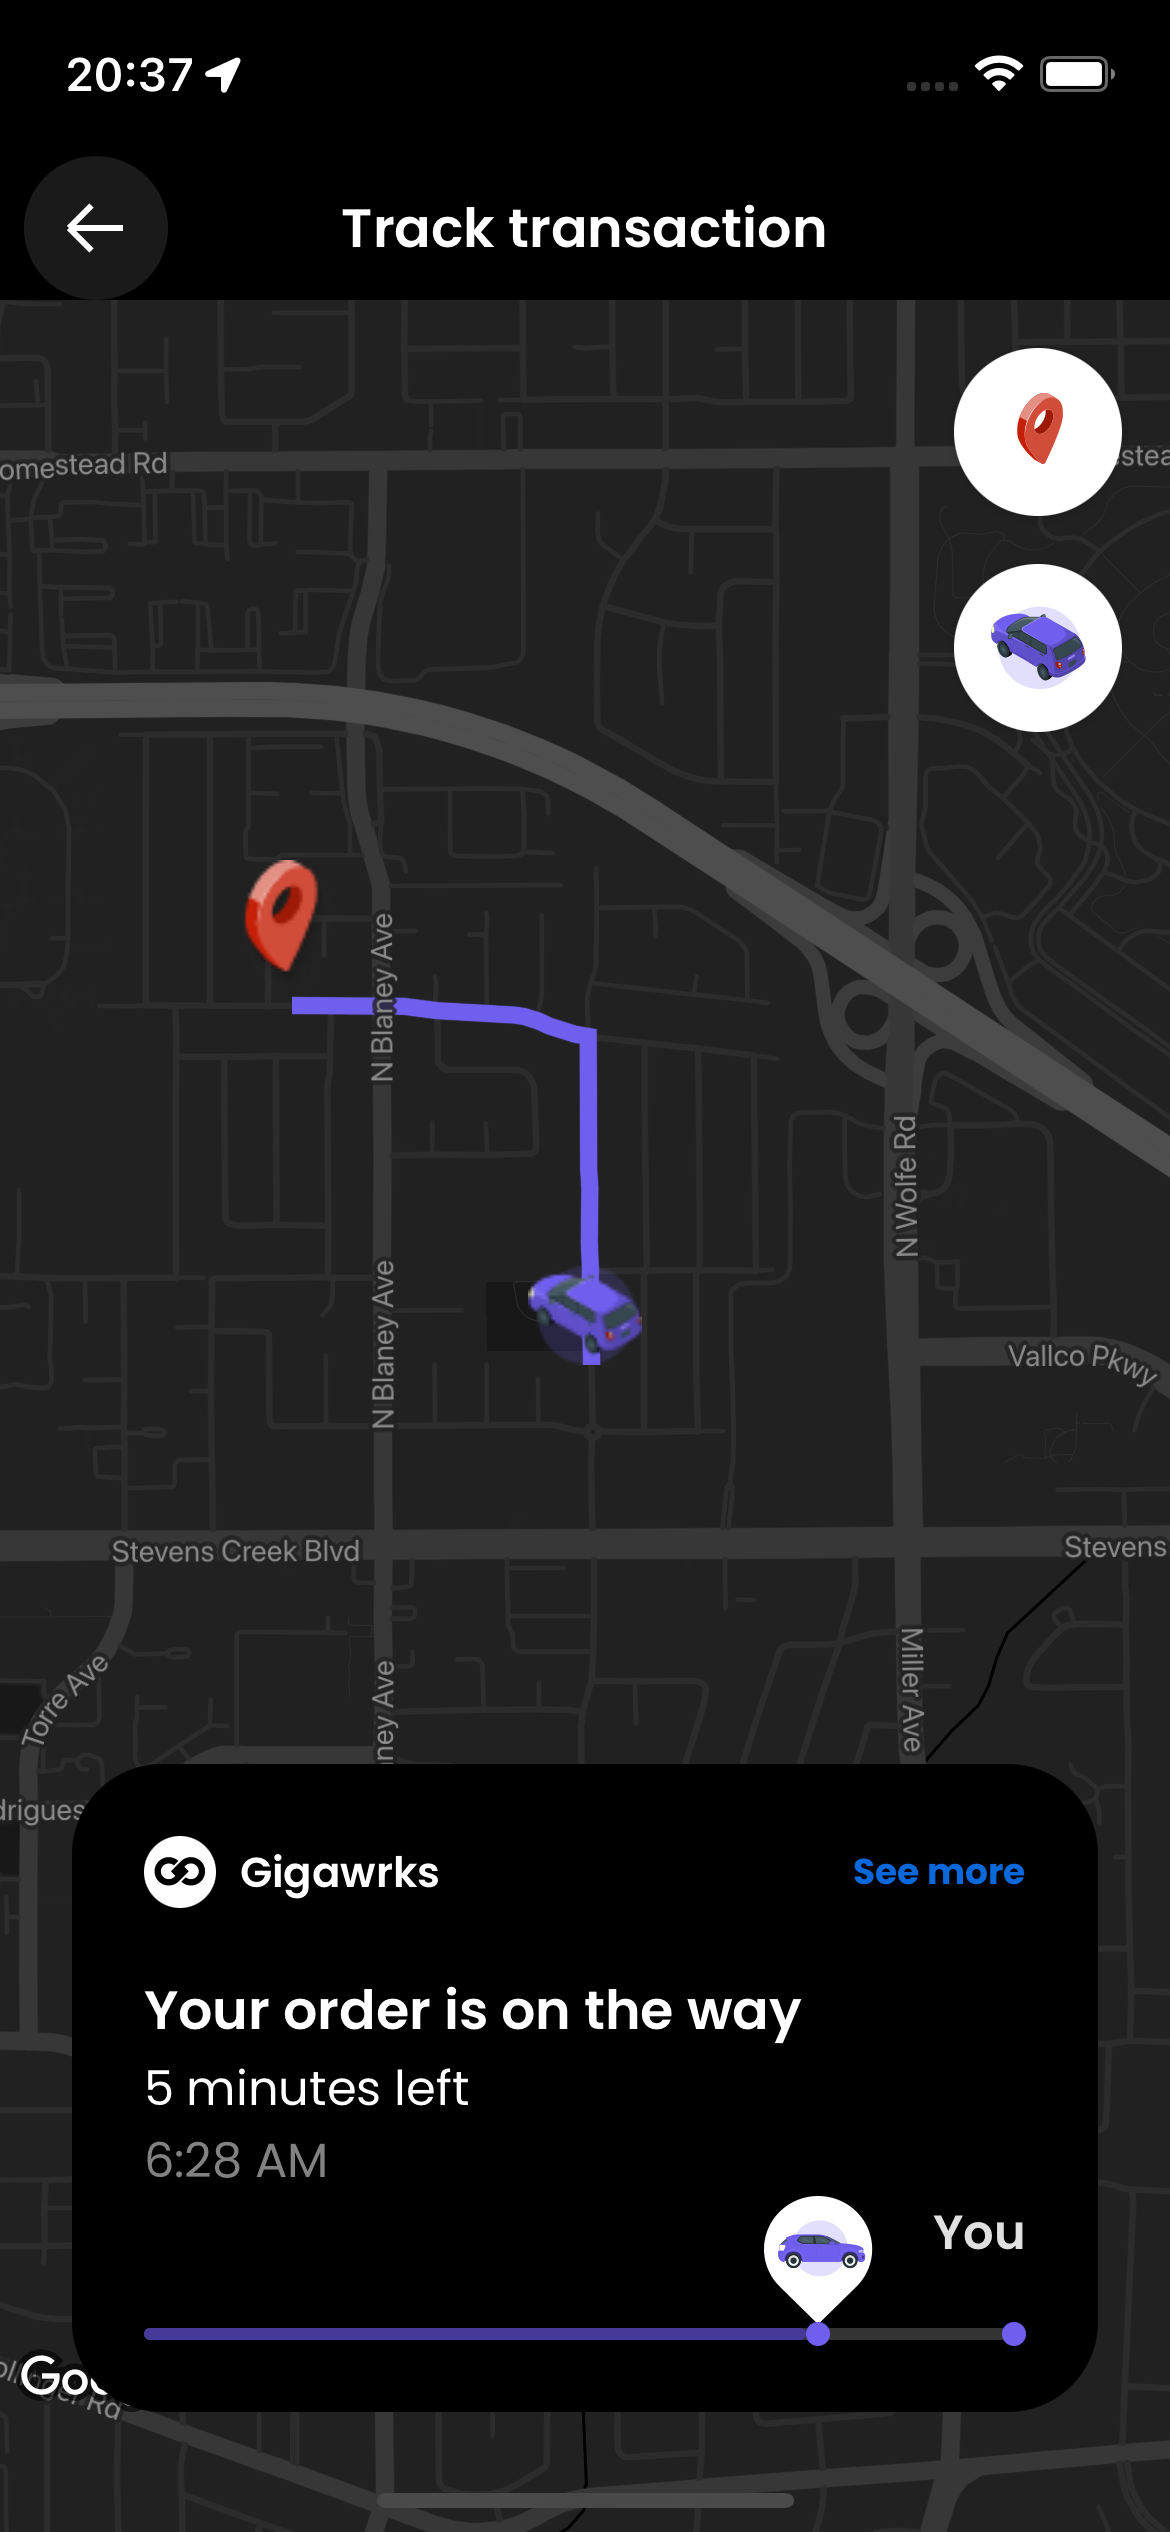 20:37
Track transaction
omestead Rd
stea
N Blaney Ave
N Wolfe Rd
N Blaney Ave
Vallco Pkwy
Stevens Creek Blvd
Stevens
Miller Ave
Torre Ave
ney Ave
drigues
Gigawrks
See more
Your order is on the way
5 minutes left
6:28 AM
You
Goo
Rd